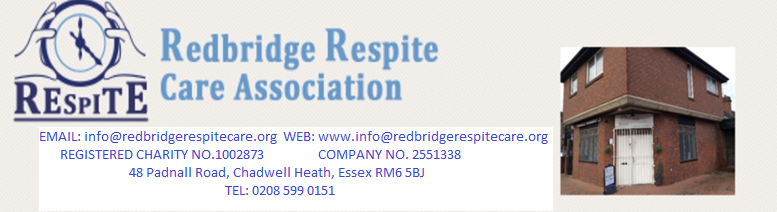 RESPITE
Redbridge Respite
Care Association
EMAIL: info@redbridgerespitecare.org WEB: www.info@redbridgerespitecare.org
REGISTERED CHARITY NO.1002873 COMPANY NO. 2551338
48 Padnall Road, Chadwell Heath, Essex RM6 5BJ
TEL: 0208 599 0151